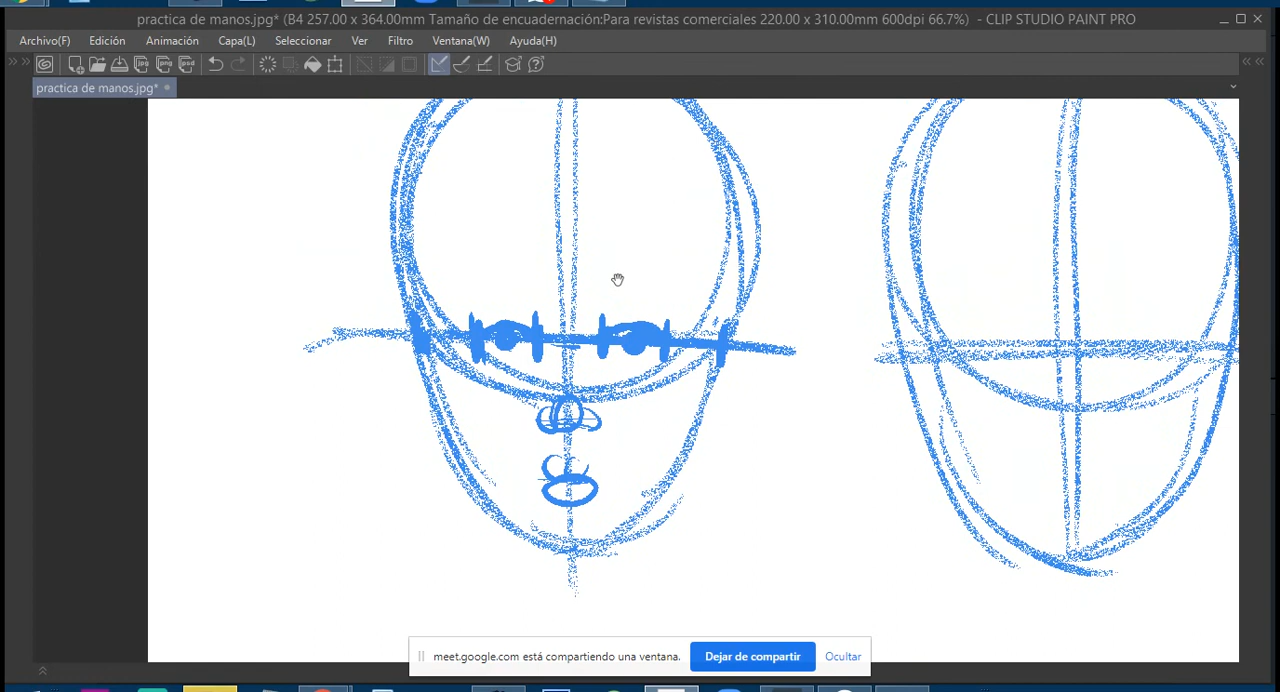 practica de manos.jpg* (B4 257.00 x 364.00mm Tamaño de encuadernación:Para revistas comerciales 220.00 x 310.00mm 600dpi 66.7%) - CLIP STUDIO PAINT PRO
Archivo(F) Edición Animación Capa(L) Seleccionar Ver Filtro Ventana(W) Ayuda(H)
practica de manos.jpg*
meet.google.com está compartiendo una ventana. Dejar de compartir Ocultar